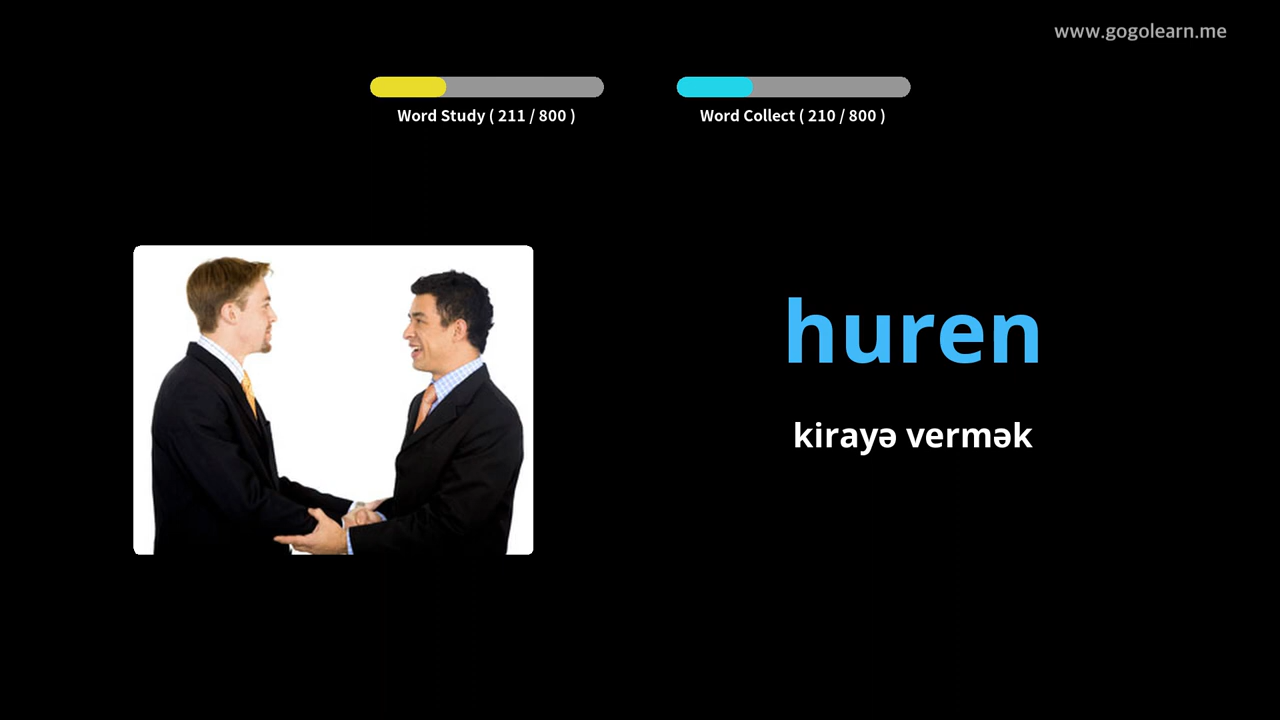 www.gogolearn.me
Word Study ( 211 / 800 )
Word Collect ( 210 / 800 )
huren
kirayə vermək